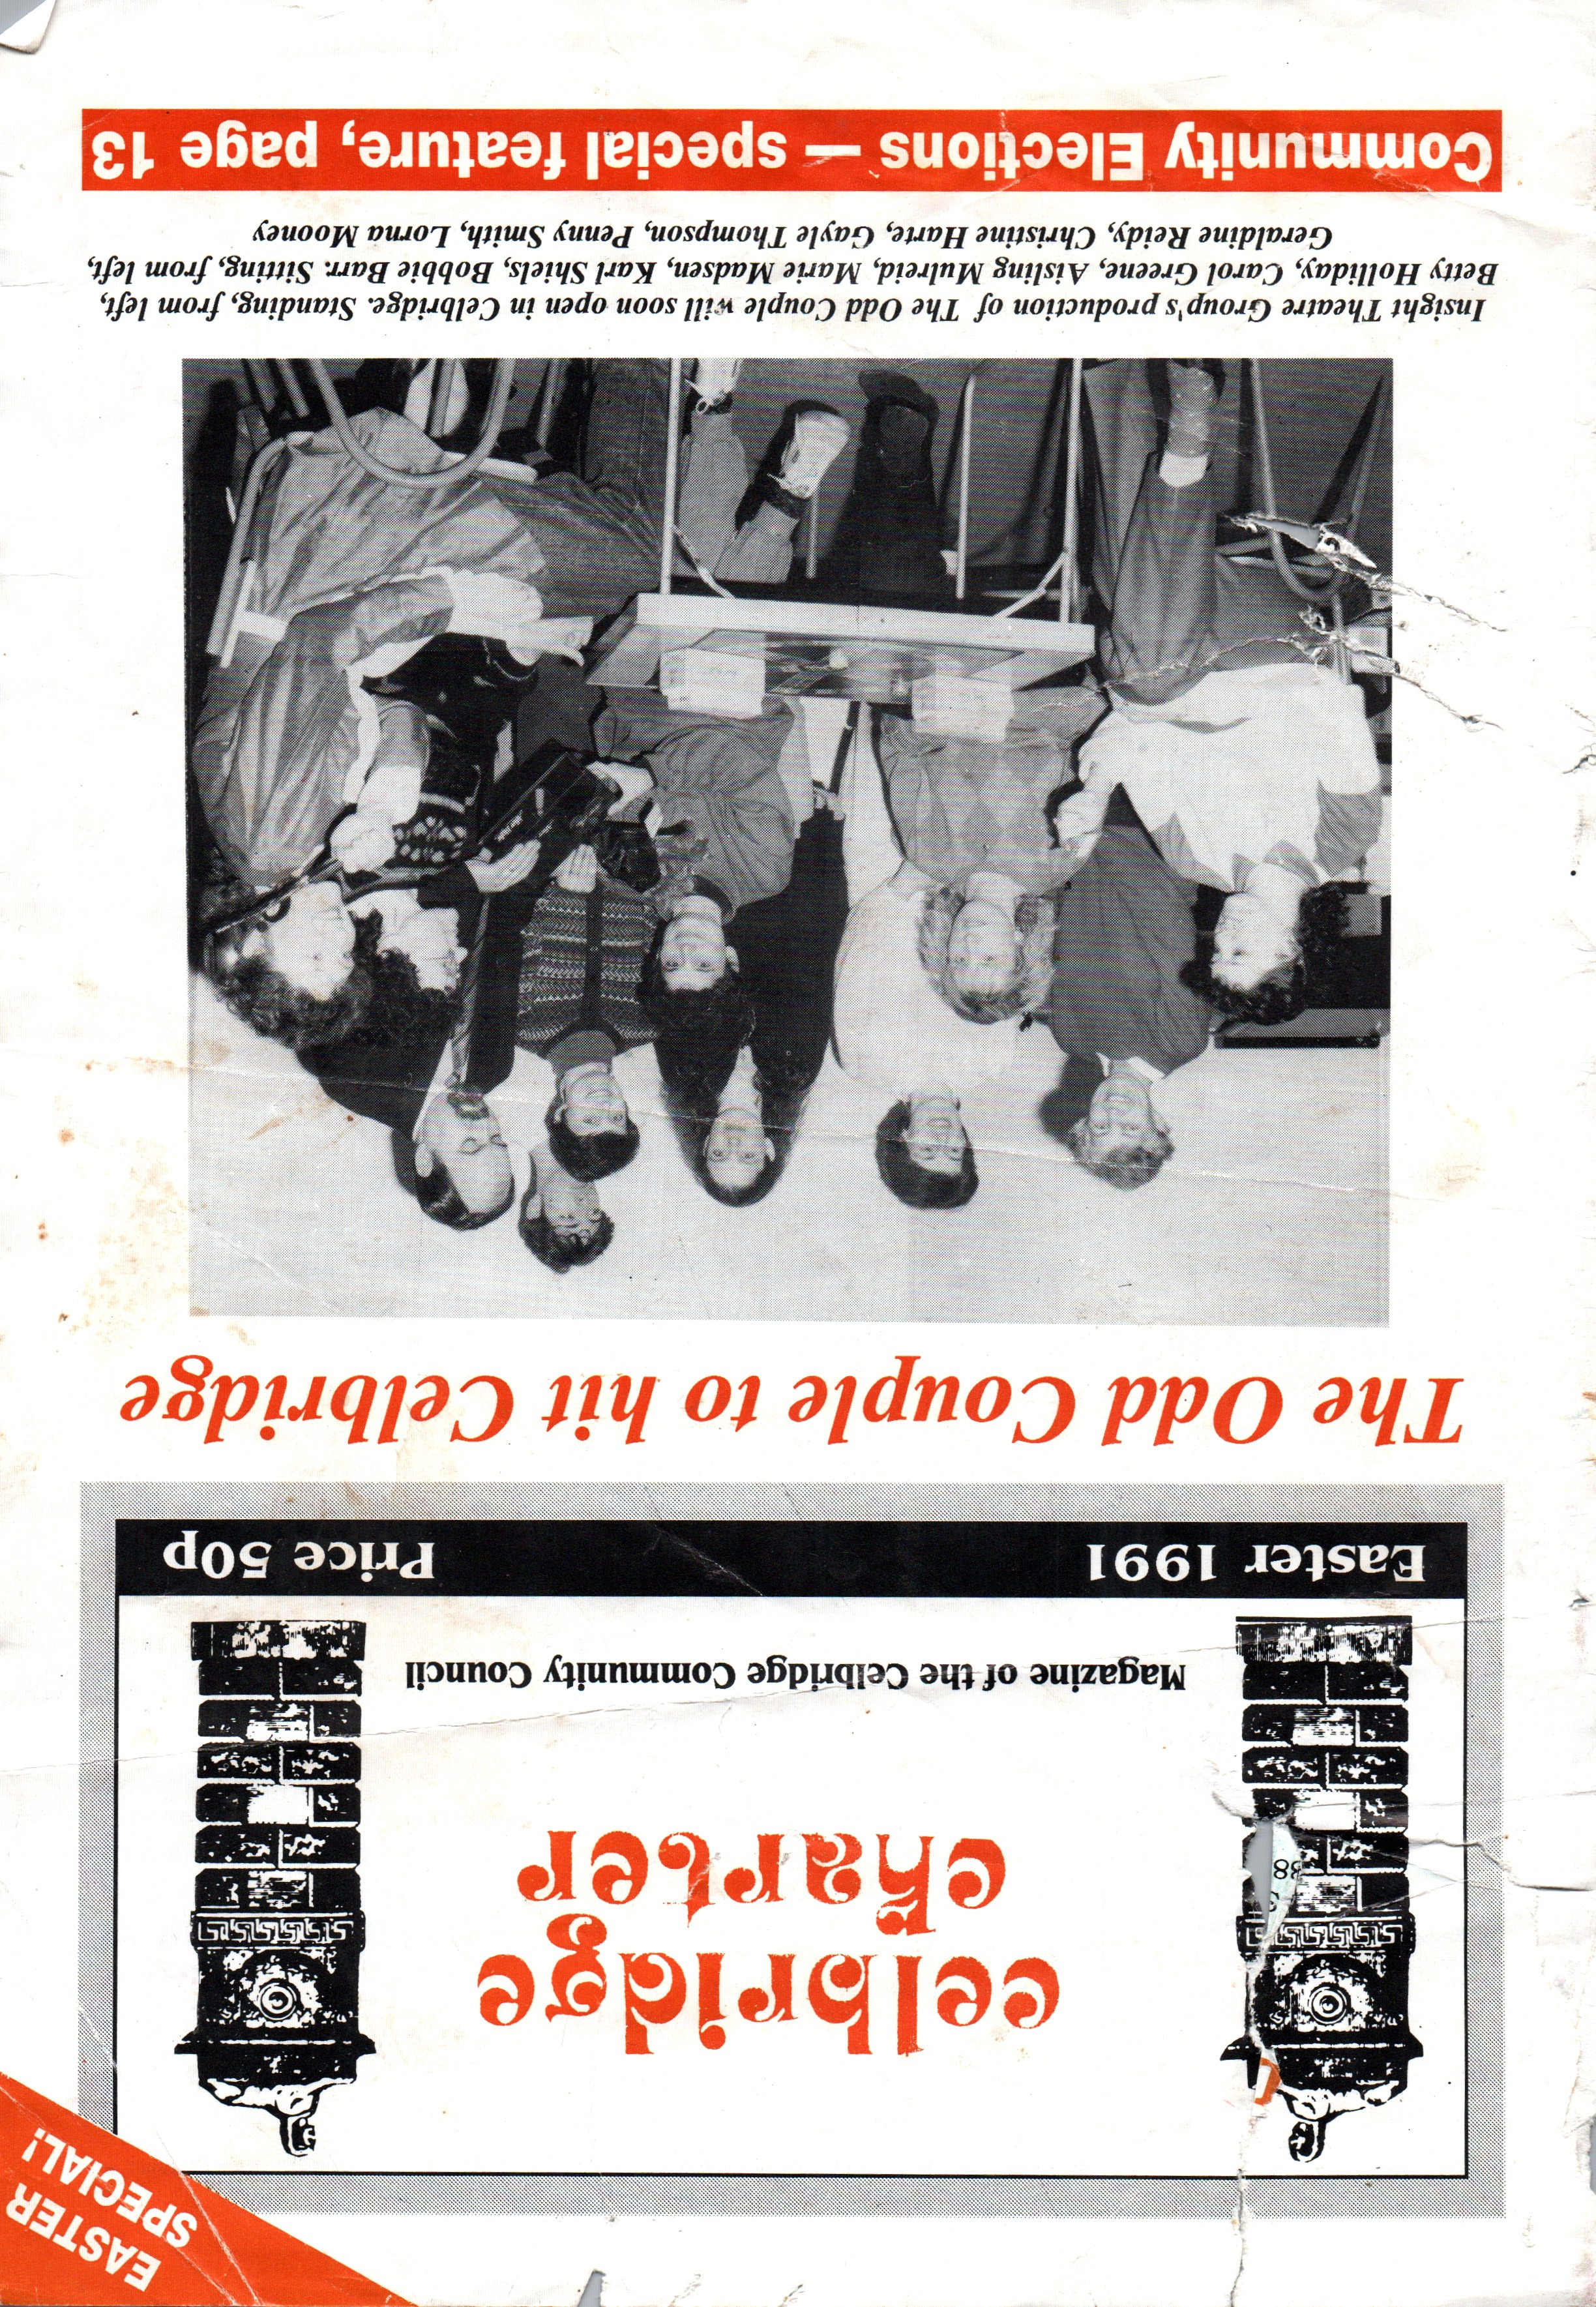 EASTER
SPECIAL!
celbridge
charter
Magazine of the Celbridge Community Council
Easter 1991 Price 50p
The Odd Couple to hit Celbridge
Insight Theatre Group's production of The Odd Couple will soon open in Celbridge. Standing, from left,
Betty Holliday, Carol Greene, Aisling Mulreid, Marie Madsen, Karl Shiels, Bobbie Barr. Sitting, from left,
Geraldine Reidy, Christine Harte, Gayle Thompson, Penny Smith, Lorna Mooney
Community Elections — special feature, page 13